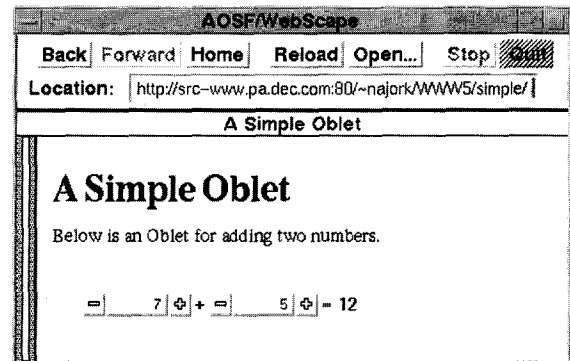 AOSF/WebScape
Back Forward Home Reload Open... Stop Quit
Location: http://src-www.pa.dec.com:80/~najork/WWW5/simple/
A Simple Oblet
A Simple Oblet
Below is an Oblet for adding two numbers.
7 + 5 = 12